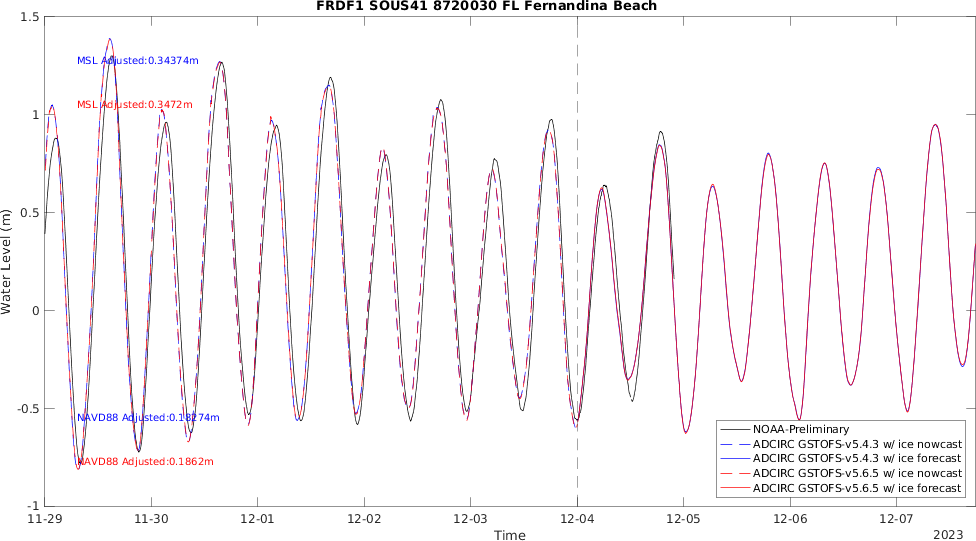 FRDF1 SOUS41 8720030 FL Fernandina Beach
1.5
1
0.5
0
-0.5
-1
Water Level (m)
MSL Adjusted:0.34374m
MSL Adjusted:0.3472m
NAVD88 Adjusted:0.18274m
NAVD88 Adjusted:0.1862m
NOAA-Preliminary
ADCIRC GSTOFS-v5.4.3 w/ ice nowcast
ADCIRC GSTOFS-v5.4.3 w/ ice forecast
ADCIRC GSTOFS-v5.6.5 w/ ice nowcast
ADCIRC GSTOFS-v5.6.5 w/ ice forecast
11-29 11-30 12-01 12-02 12-03 12-04 12-05 12-06 12-07
Time
2023